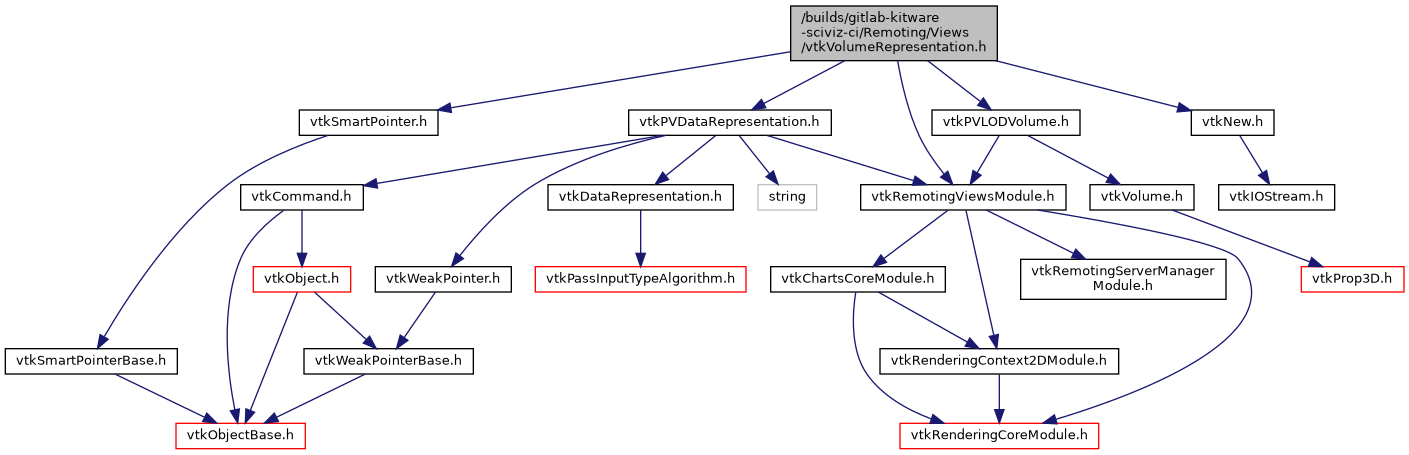 /builds/gitlab-kitware
-sciviz-ci/Remoting/Views
/vtkVolumeRepresentation.h
vtkSmartPointer.h
vtkPVDataRepresentation.h
vtkPVLODVolume.h
vtkNew.h
vtkCommand.h
vtkDataRepresentation.h
string
vtkRemotingViewsModule.h
vtkVolume.h
vtkIOStream.h
vtkObject.h
vtkWeakPointer.h
vtkPassInputTypeAlgorithm.h
vtkChartsCoreModule.h
vtkRemotingServerManager
Module.h
vtkProp3D.h
vtkSmartPointerBase.h
vtkWeakPointerBase.h
vtkRenderingContext2DModule.h
vtkObjectBase.h
vtkRenderingCoreModule.h